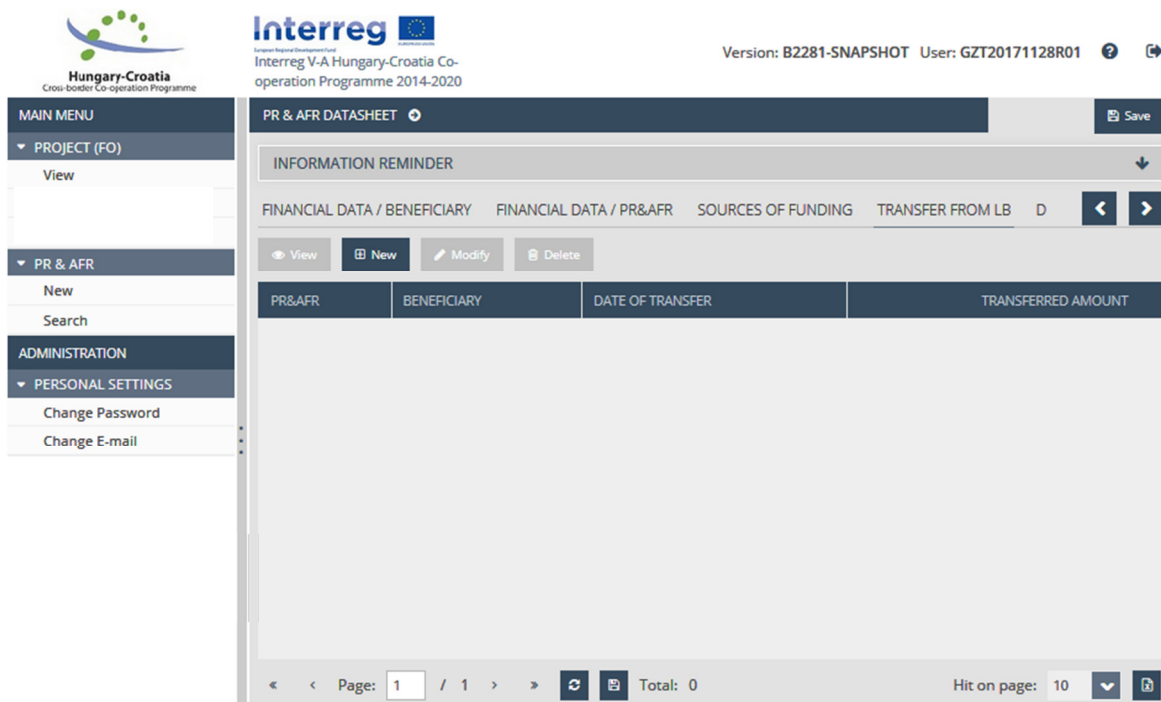 Hungary-Croatia
Cross-border Co-operation Programme
Interreg
EUROPEAN UNION
European Regional Development Fund
Interreg V-A Hungary-Croatia Co-
operation Programme 2014-2020
Version: B2281-SNAPSHOT User: GZT20171128R01
MAIN MENU
PROJECT (FO)
View
PR & AFR
New
Search
ADMINISTRATION
PERSONAL SETTINGS
Change Password
Change E-mail
PR & AFR DATASHEET
Save
INFORMATION REMINDER
FINANCIAL DATA / BENEFICIARY FINANCIAL DATA / PR&AFR SOURCES OF FUNDING TRANSFER FROM LB D
View New Modify Delete
PR&AFR BENEFICIARY DATE OF TRANSFER TRANSFERRED AMOUNT
« ‹ Page: 1 / 1 › » Total: 0 Hit on page: 10